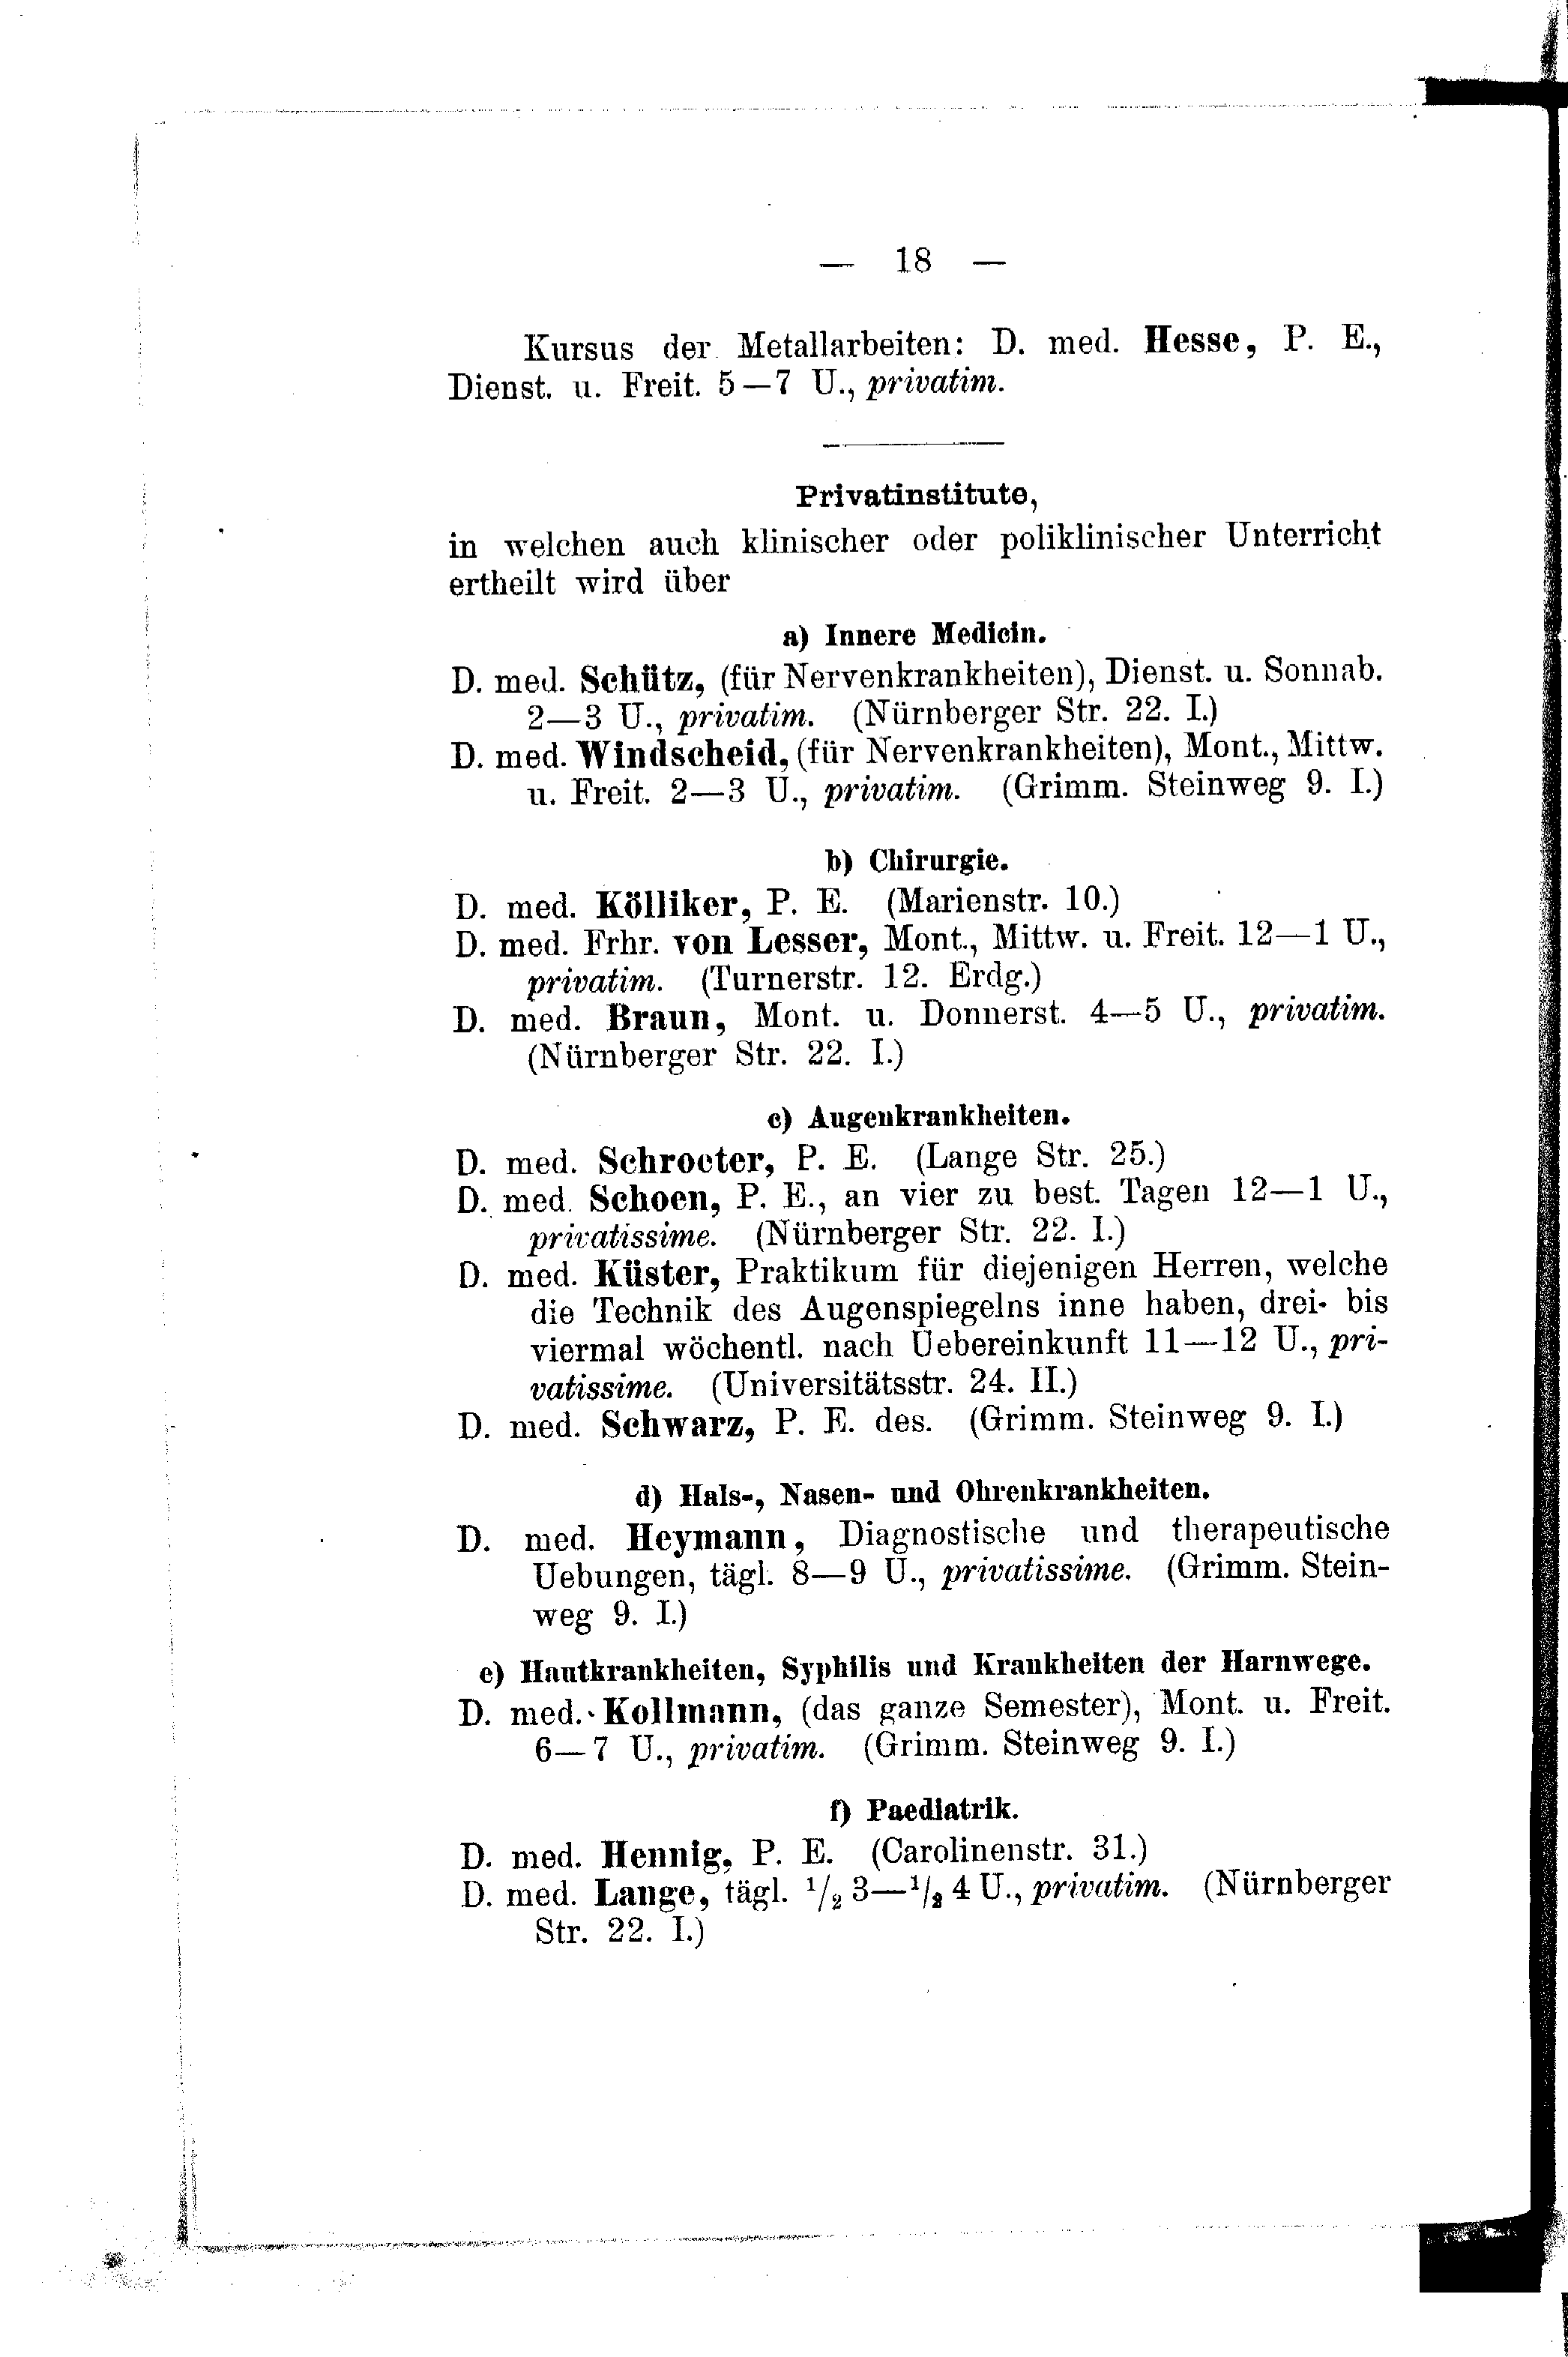 — 18 —
Kursus der Metallarbeiten: D. med. Hesse, P. E.,
Dienst. u. Freit. 5—7 U., privatim.
Privatinstitute,
in welchen auch klinischer oder poliklinischer Unterricht
ertheilt wird über
a) Innere Medicin.
D. med. Schütz, (für Nervenkrankheiten), Dienst. u. Sonnab.
2—3 U., privatim. (Nürnberger Str. 22. I.)
D. med. Windscheid, (für Nervenkrankheiten), Mont., Mittw.
u. Freit. 2—3 U., privatim. (Grimm. Steinweg 9. I.)
b) Chirurgie.
D. med. Kölliker, P. E. (Marienstr. 10.)
D. med. Frhr. von Lesser, Mont., Mittw. u. Freit. 12—1 U.,
privatim. (Turnerstr. 12. Erdg.)
D. med. Braun, Mont. u. Donnerst. 4—5 U., privatim.
(Nürnberger Str. 22. I.)
c) Augenkrankheiten.
D. med. Schroeter, P. E. (Lange Str. 25.)
D. med. Schoen, P. E., an vier zu best. Tagen 12—1 U.,
privatissime. (Nürnberger Str. 22. I.)
D. med. Küster, Praktikum für diejenigen Herren, welche
die Technik des Augenspiegelns inne haben, drei- bis
viermal wöchentl. nach Uebereinkunft 11—12 U., pri-
vatissime. (Universitätsstr. 24. II.)
D. med. Schwarz, P. E. des. (Grimm. Steinweg 9. I.)
d) Hals-, Nasen- und Ohrenkrankheiten.
D. med. Heymann, Diagnostische und therapeutische
Uebungen, tägl. 8—9 U., privatissime. (Grimm. Stein-
weg 9. I.)
e) Hautkrankheiten, Syphilis und Krankheiten der Harnwege.
D. med. Kollmann, (das ganze Semester), Mont. u. Freit.
6—7 U., privatim. (Grimm. Steinweg 9. I.)
f) Paediatrik.
D. med. Hennig, P. E. (Carolinenstr. 31.)
D. med. Lange, tägl. 1/2 3—1/2 4 U., privatim. (Nürnberger
Str. 22. I.)